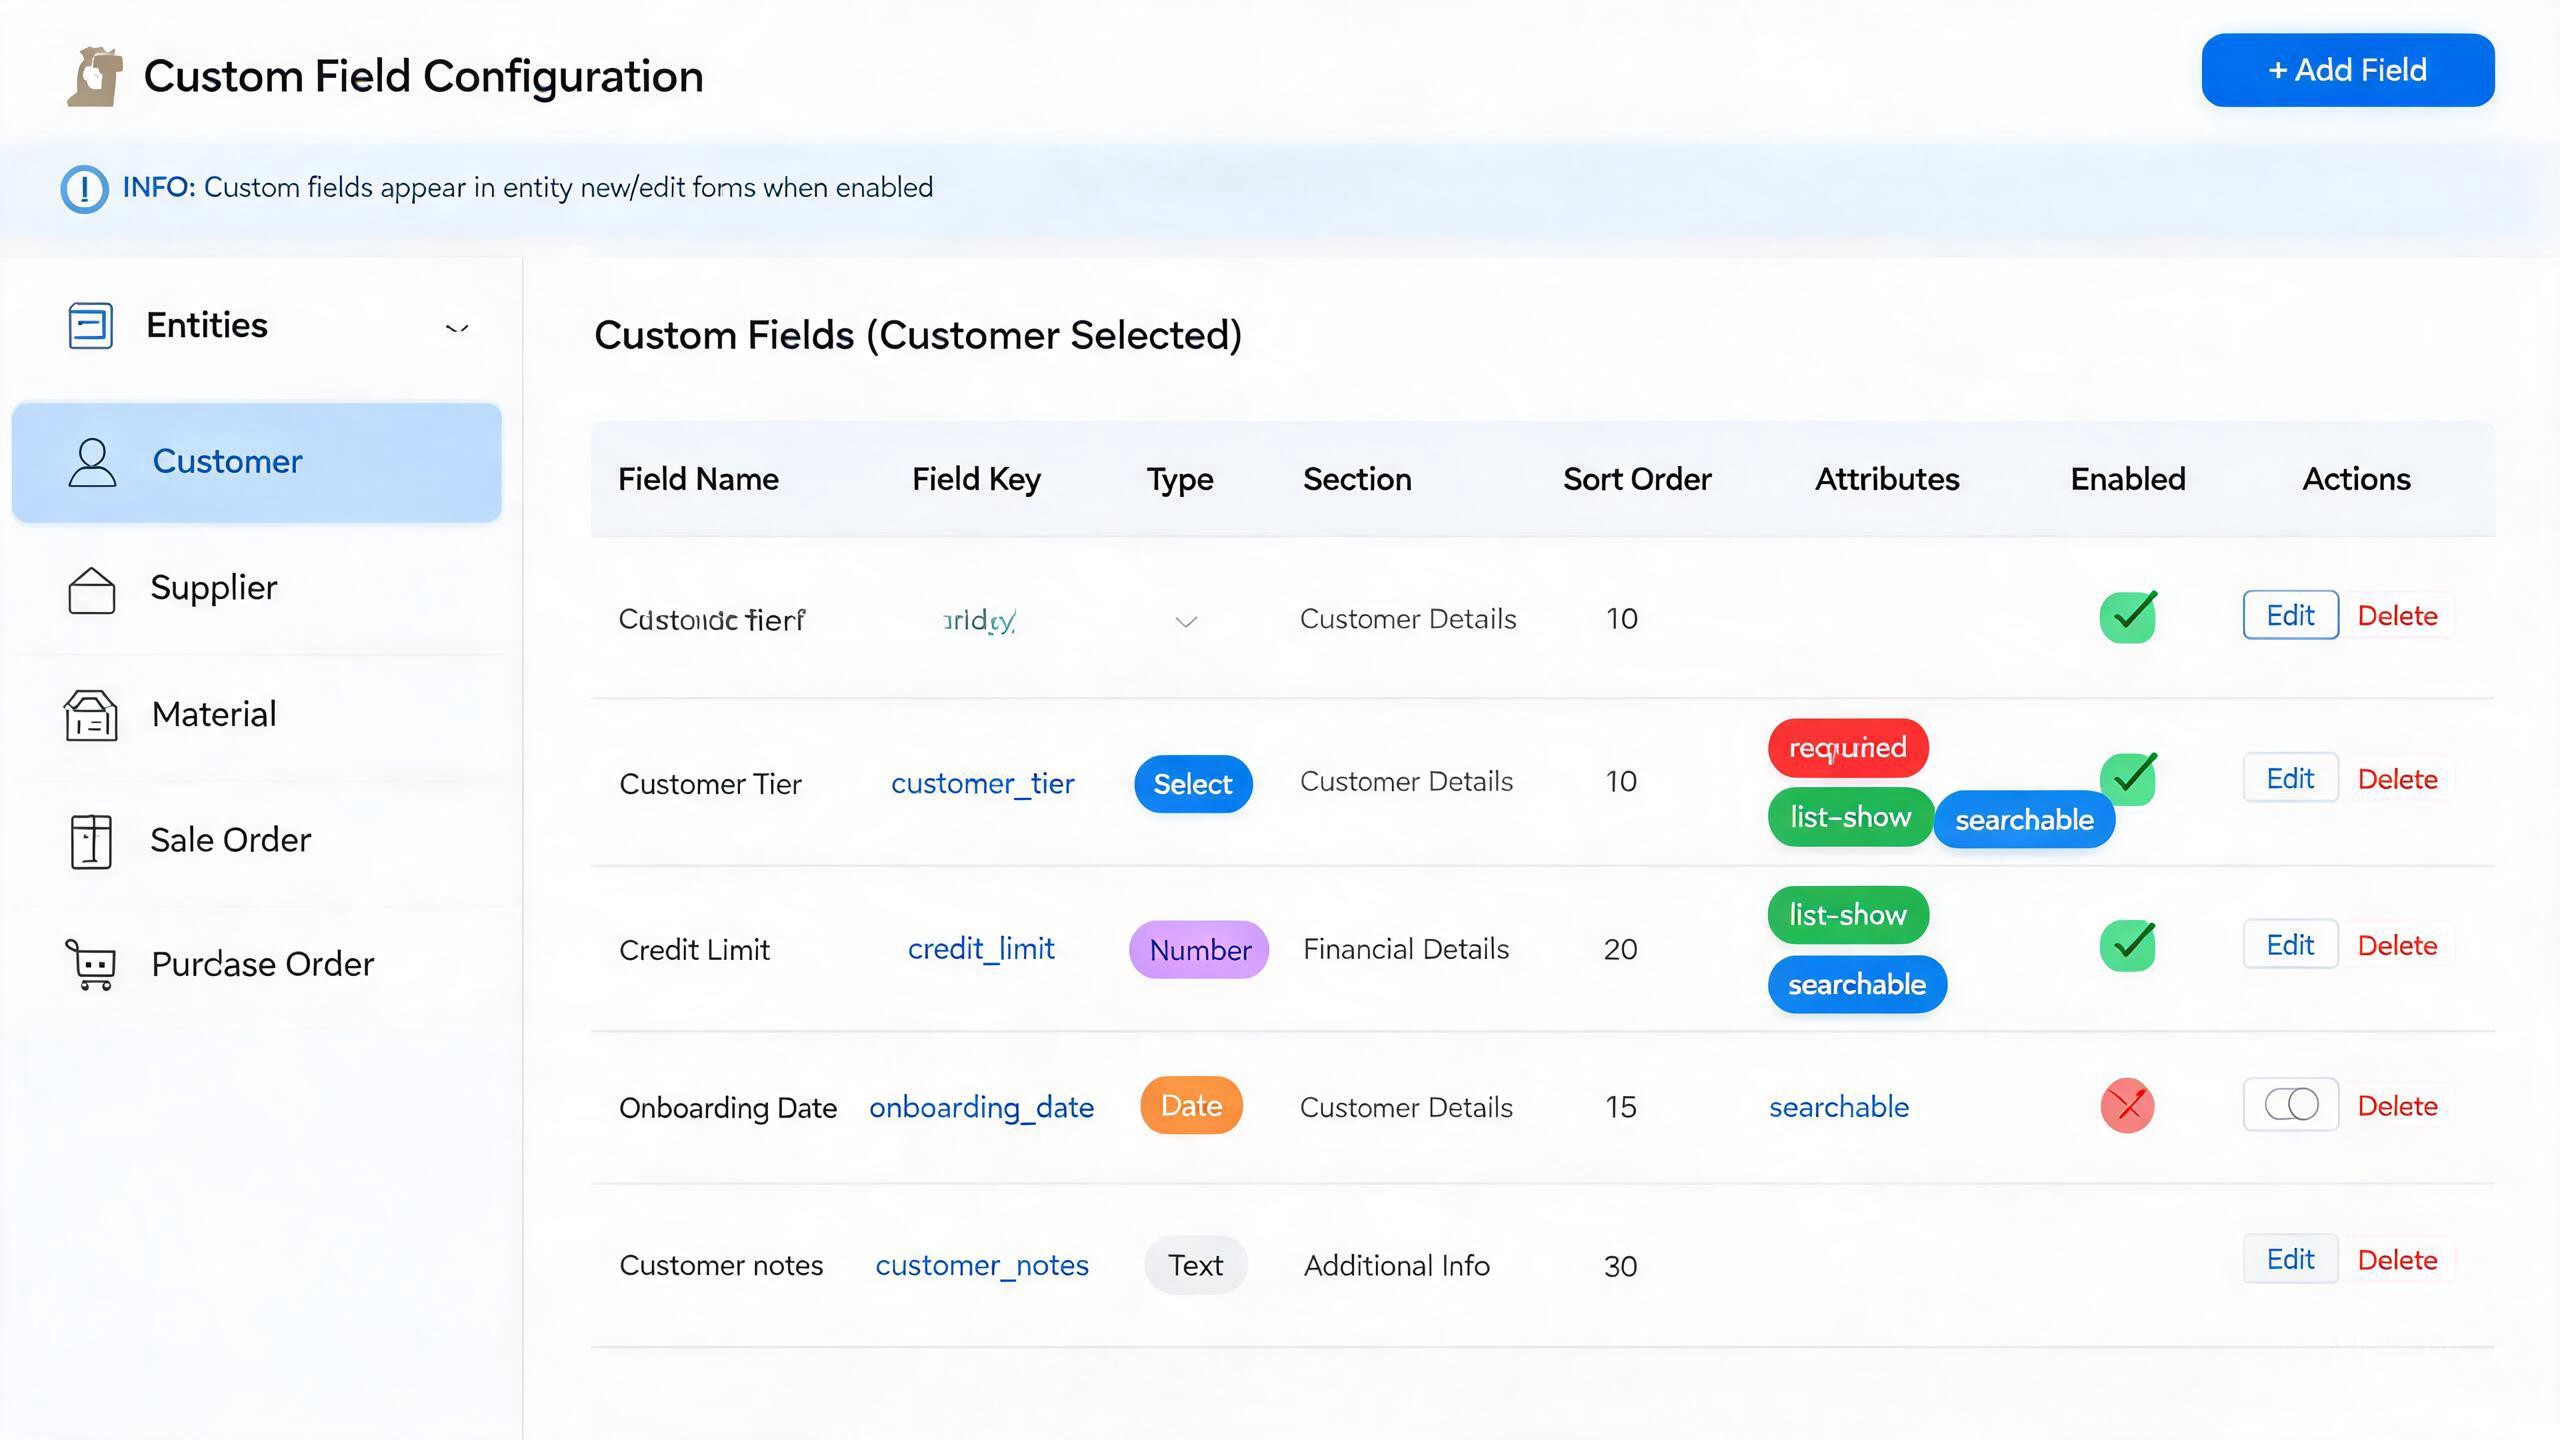 Custom Field Configuration
+ Add Field
INFO: Custom fields appear in entity new/edit foms when enabled
Entities
Customer
Supplier
Material
Sale Order
Purdase Order
Custom Fields (Customer Selected)
Field Name Field Key Type Section Sort Order Attributes Enabled Actions
Customer Details 10 Edit Delete
Customer Tier customer_tier Select Customer Details 10 list-show searchable Edit Delete
Credit Limit credit_limit Number Financial Details 20 list-show searchable Edit Delete
Onboarding Date onboarding_date Date Customer Details 15 searchable Delete
Customer notes customer_notes Text Additional Info 30 Edit Delete